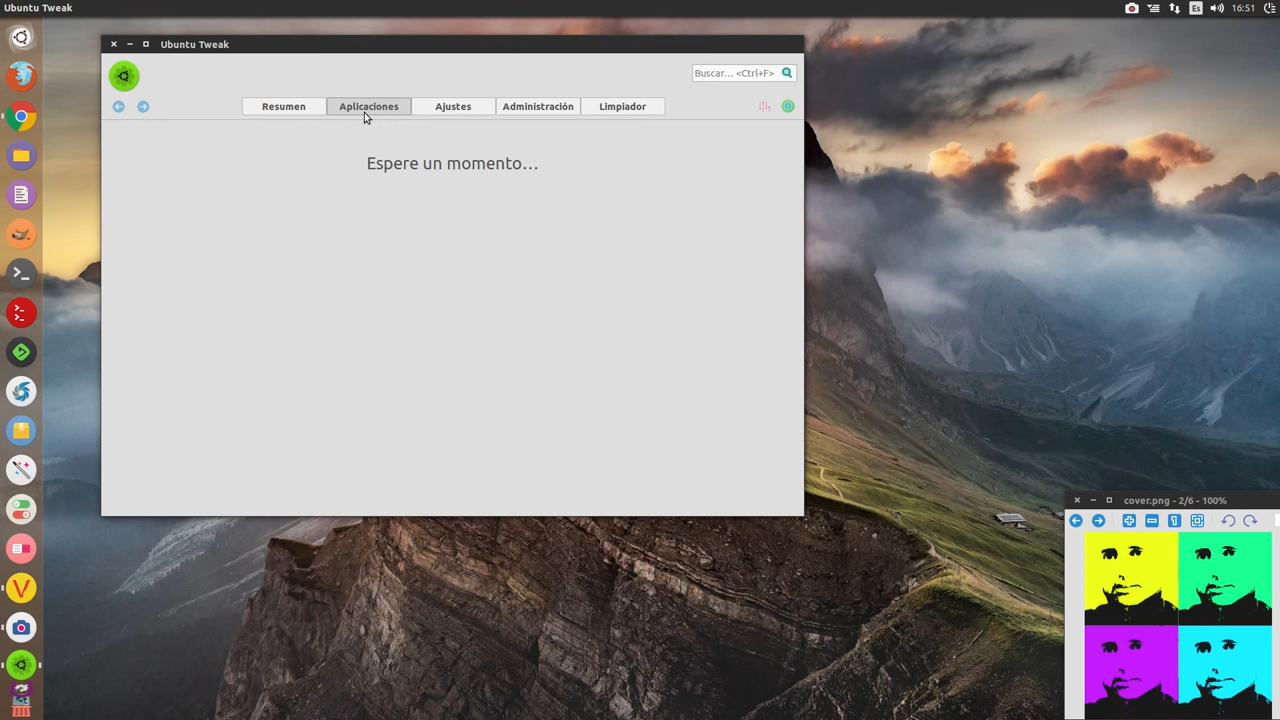 Ubuntu Tweak
Es
16:51
Ubuntu Tweak
Buscar... <Ctrl+F>
Resumen
Aplicaciones
Ajustes
Administración
Limpiador
Espere un momento...
cover.png - 2/6 - 100%